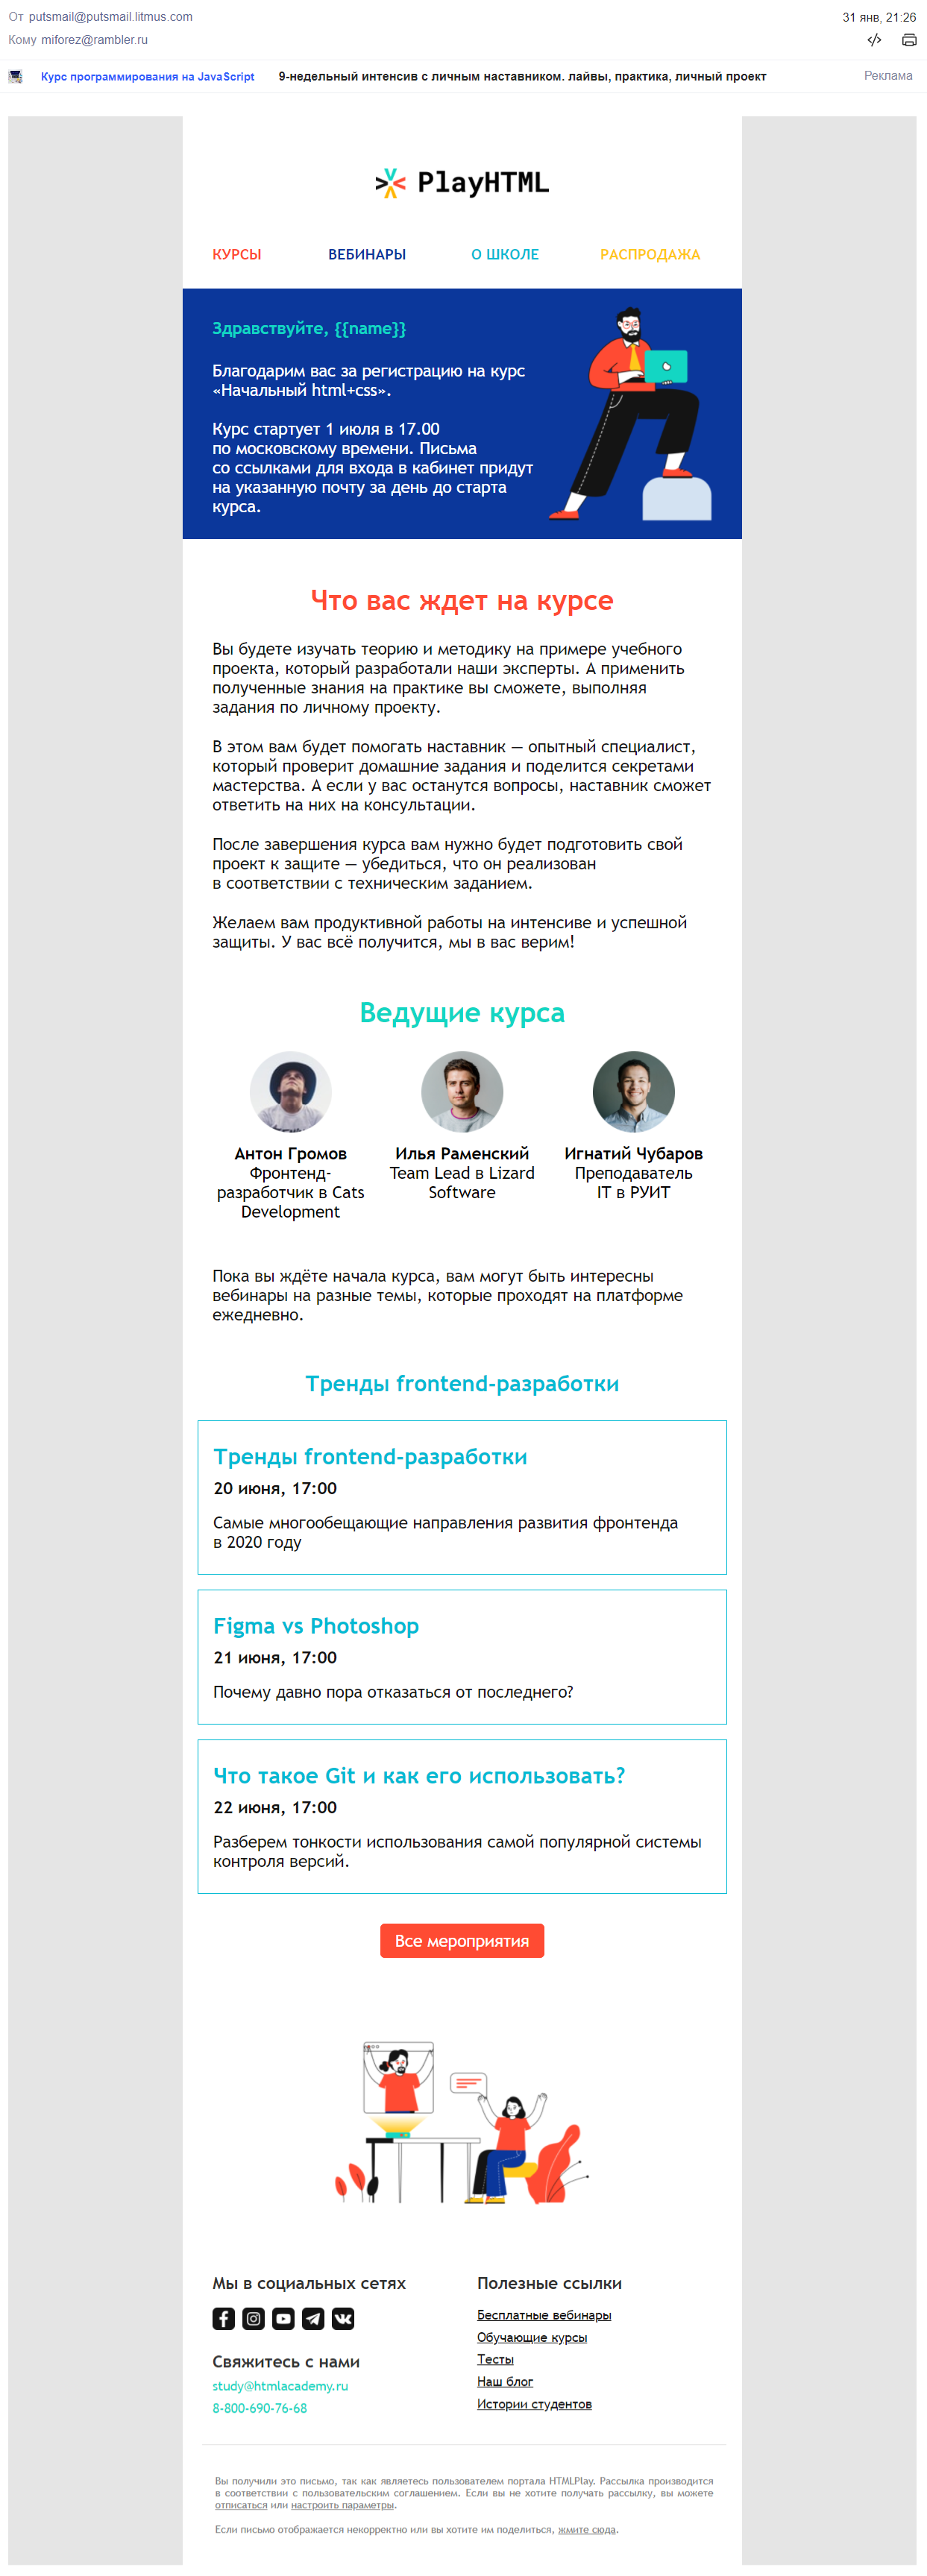 От putsmail@putsmail.litmus.com
31 янв, 21:26
Кому miforez@rambler.ru
Курс программирования на JavaScript
9-недельный интенсив с личным наставником. лайвы, практика, личный проект
Реклама
PlayHTML
КУРСЫ ВЕБИНАРЫ О ШКОЛЕ РАСПРОДАЖА
Здравствуйте, {{name}}
Благодарим вас за регистрацию на курс
«Начальный html+css».
Курс стартует 1 июля в 17.00
по московскому времени. Письма
со ссылками для входа в кабинет придут
на указанную почту за день до старта
курса.
Что вас ждет на курсе
Вы будете изучать теорию и методику на примере учебного
проекта, который разработали наши эксперты. А применить
полученные знания на практике вы сможете, выполняя
задания по личному проекту.
В этом вам будет помогать наставник — опытный специалист,
который проверит домашние задания и поделится секретами
мастерства. А если у вас останутся вопросы, наставник сможет
ответить на них на консультации.
После завершения курса вам нужно будет подготовить свой
проект к защите — убедиться, что он реализован
в соответствии с техническим заданием.
Желаем вам продуктивной работы на интенсиве и успешной
защиты. У вас всё получится, мы в вас верим!
Ведущие курса
Антон Громов
Фронтенд-
разработчик в Cats
Development
Илья Раменский
Team Lead в Lizard
Software
Игнатий Чубаров
Преподаватель
IT в РУИТ
Пока вы ждёте начала курса, вам могут быть интересны
вебинары на разные темы, которые проходят на платформе
ежедневно.
Тренды frontend-разработки
Тренды frontend-разработки
20 июня, 17:00
Самые многообещающие направления развития фронтенда
в 2020 году
Figma vs Photoshop
21 июня, 17:00
Почему давно пора отказаться от последнего?
Что такое Git и как его использовать?
22 июня, 17:00
Разберем тонкости использования самой популярной системы
контроля версий.
Все мероприятия
Мы в социальных сетях
Свяжитесь с нами
study@htmlacademy.ru
8-800-690-76-68
Полезные ссылки
Бесплатные вебинары
Обучающие курсы
Тесты
Наш блог
Истории студентов
Вы получили это письмо, так как являетесь пользователем портала HTMLPlay. Рассылка производится
в соответствии с пользовательским соглашением. Если вы не хотите получать рассылку, вы можете
отписаться или настроить параметры.
Если письмо отображается некорректно или вы хотите им поделиться, жмите сюда.